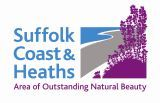 Suffolk
Coast &
Heaths
Area of Outstanding Natural Beauty